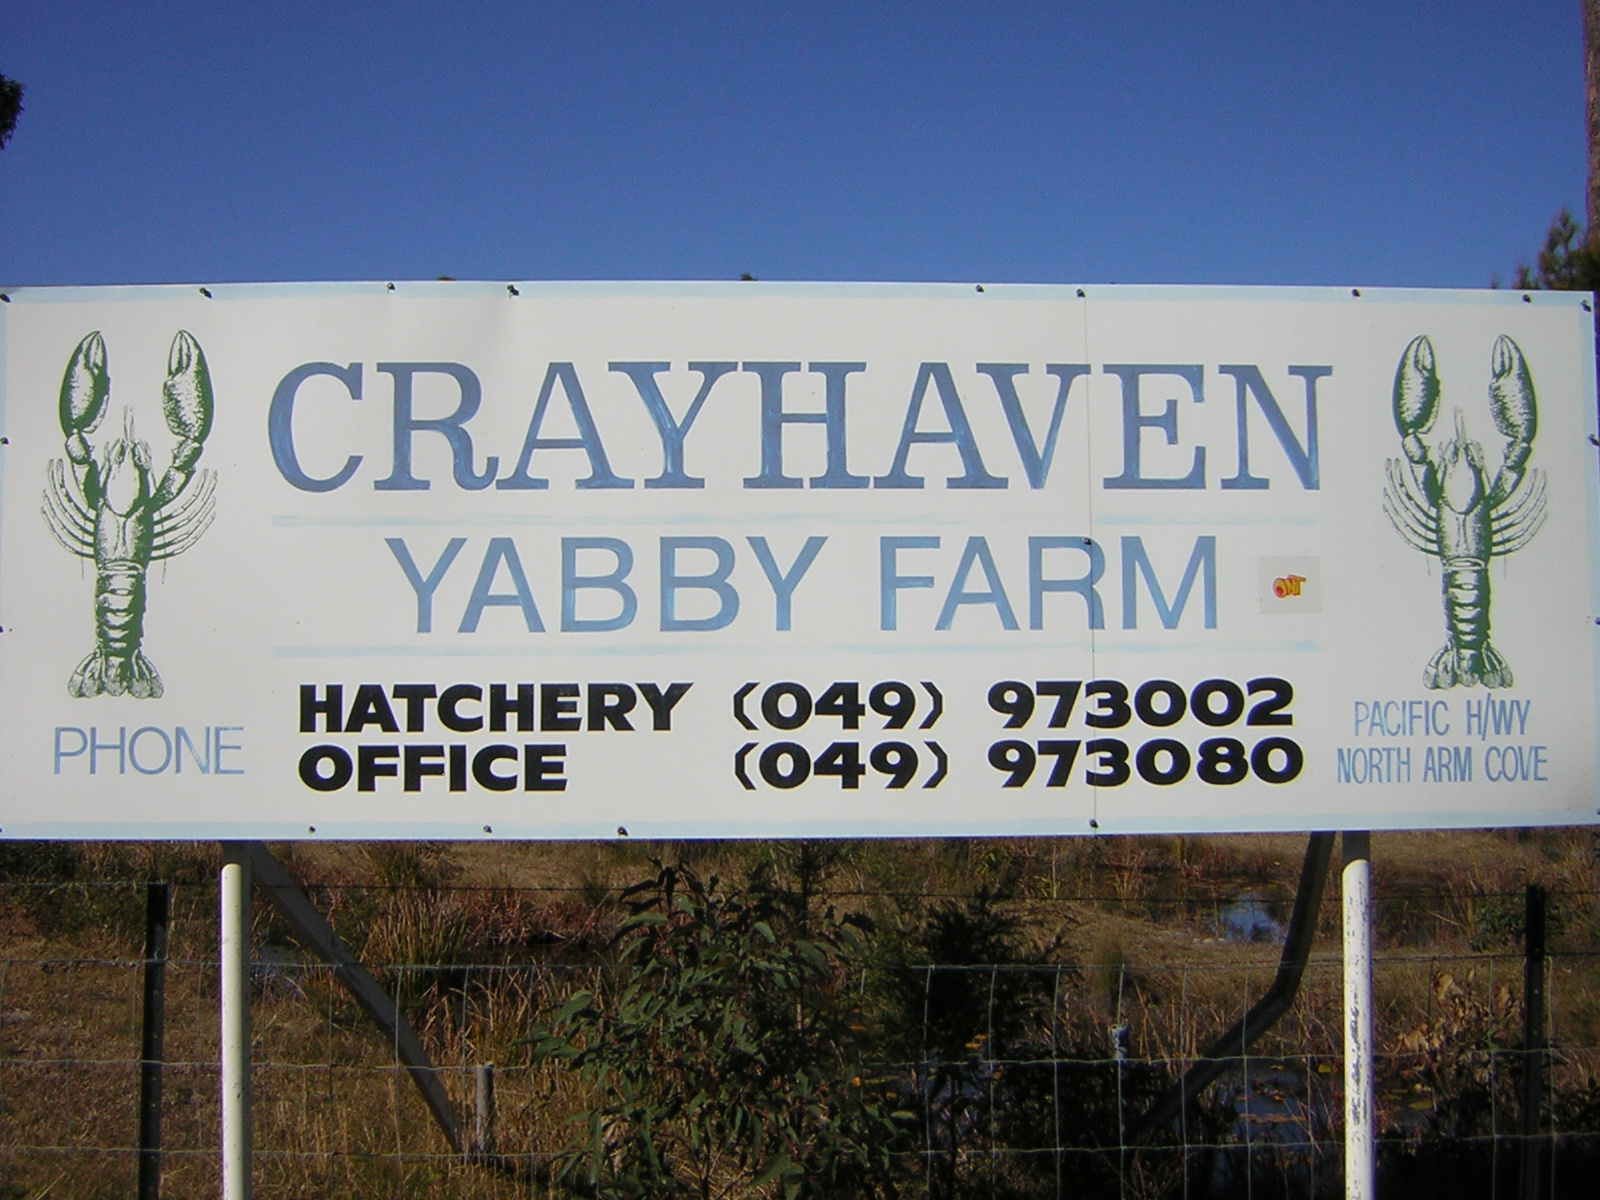 CRAYHAVEN
YABBY FARM
PHONE
HATCHERY (049) 973002
OFFICE (049) 973080
PACIFIC H/WY
NORTH ARM COVE